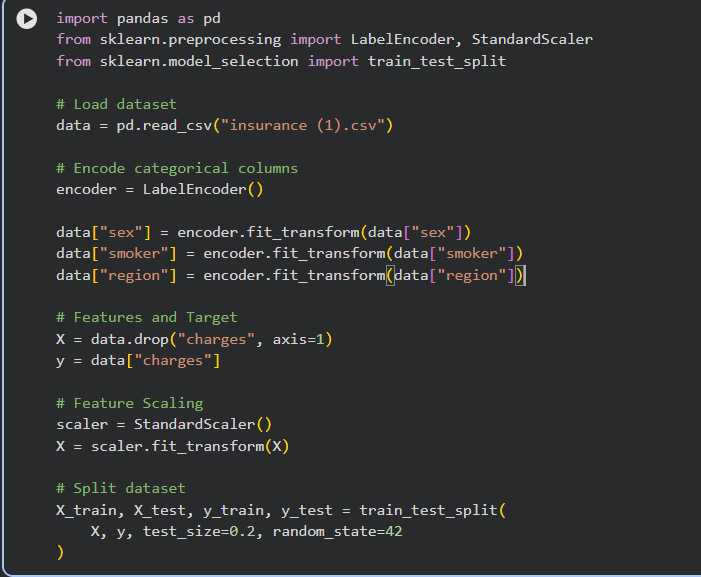 import pandas as pd
from sklearn.preprocessing import LabelEncoder, StandardScaler
from sklearn.model_selection import train_test_split

# Load dataset
data = pd.read_csv("insurance (1).csv")

# Encode categorical columns
encoder = LabelEncoder()

data["sex"] = encoder.fit_transform(data["sex"])
data["smoker"] = encoder.fit_transform(data["smoker"])
data["region"] = encoder.fit_transform(data["region"])

# Features and Target
X = data.drop("charges", axis=1)
y = data["charges"]

# Feature Scaling
scaler = StandardScaler()
X = scaler.fit_transform(X)

# Split dataset
X_train, X_test, y_train, y_test = train_test_split(
    X, y, test_size=0.2, random_state=42
)